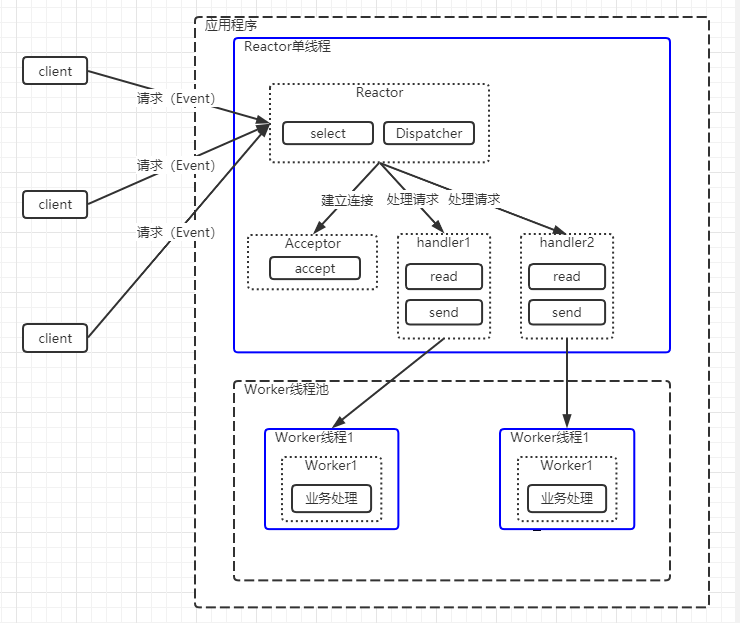 应用程序
Reactor单线程
client
请求（Event）
Reactor
select
Dispatcher
client
请求（Event）
建立连接
处理请求
处理请求
client
请求（Event）
Acceptor
accept
handler1
read
send
handler2
read
send
Worker线程池
Worker线程1
Worker1
业务处理
Worker线程1
Worker1
业务处理